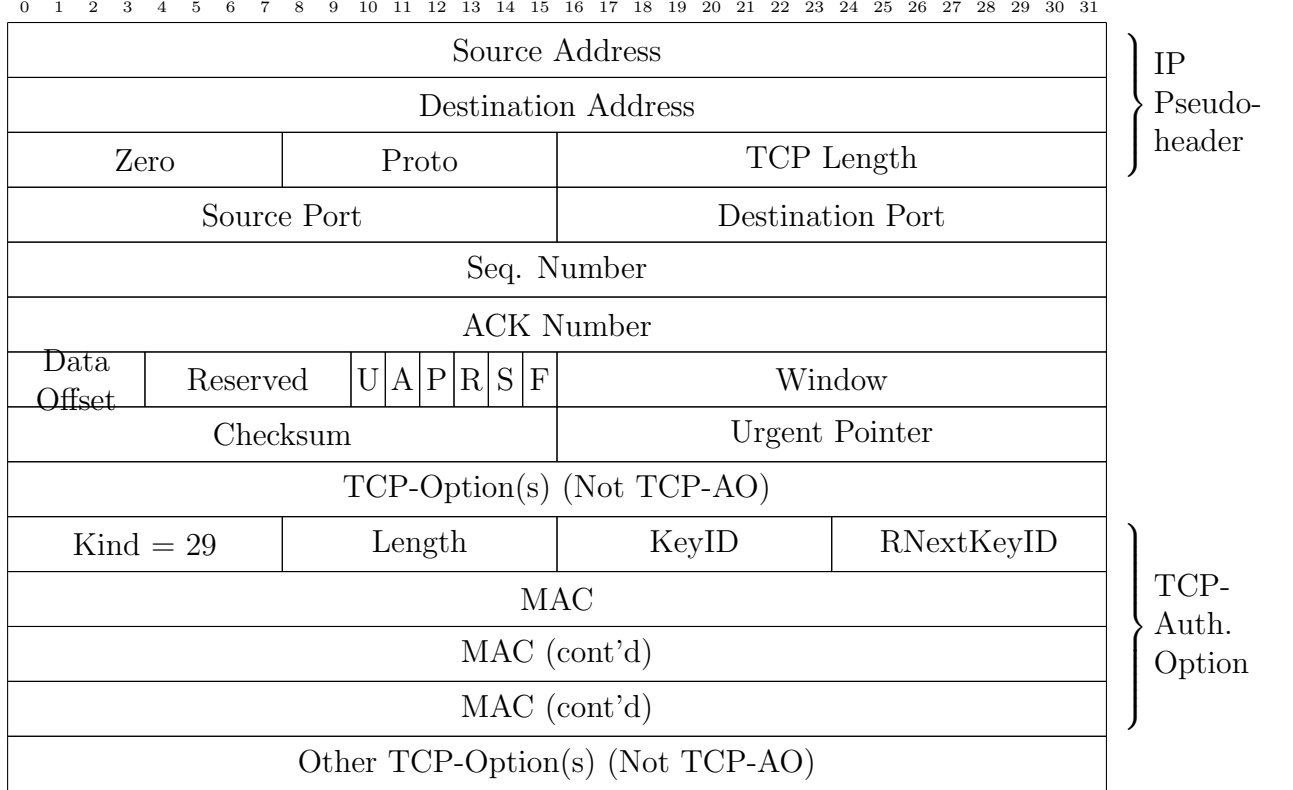 0 1 2 3 4 5 6 7 8 9 10 11 12 13 14 15 16 17 18 19 20 21 22 23 24 25 26 27 28 29 30 31
Source Address
Destination Address
Zero Proto TCP Length
IP
Pseudo-
header
Source Port Destination Port
Seq. Number
ACK Number
Data
Offset
Reserved U A P R S F Window
Checksum Urgent Pointer
TCP-Option(s) (Not TCP-AO)
Kind = 29 Length KeyID RNextKeyID
MAC
MAC (cont'd)
MAC (cont'd)
TCP-
Auth.
Option
Other TCP-Option(s) (Not TCP-AO)